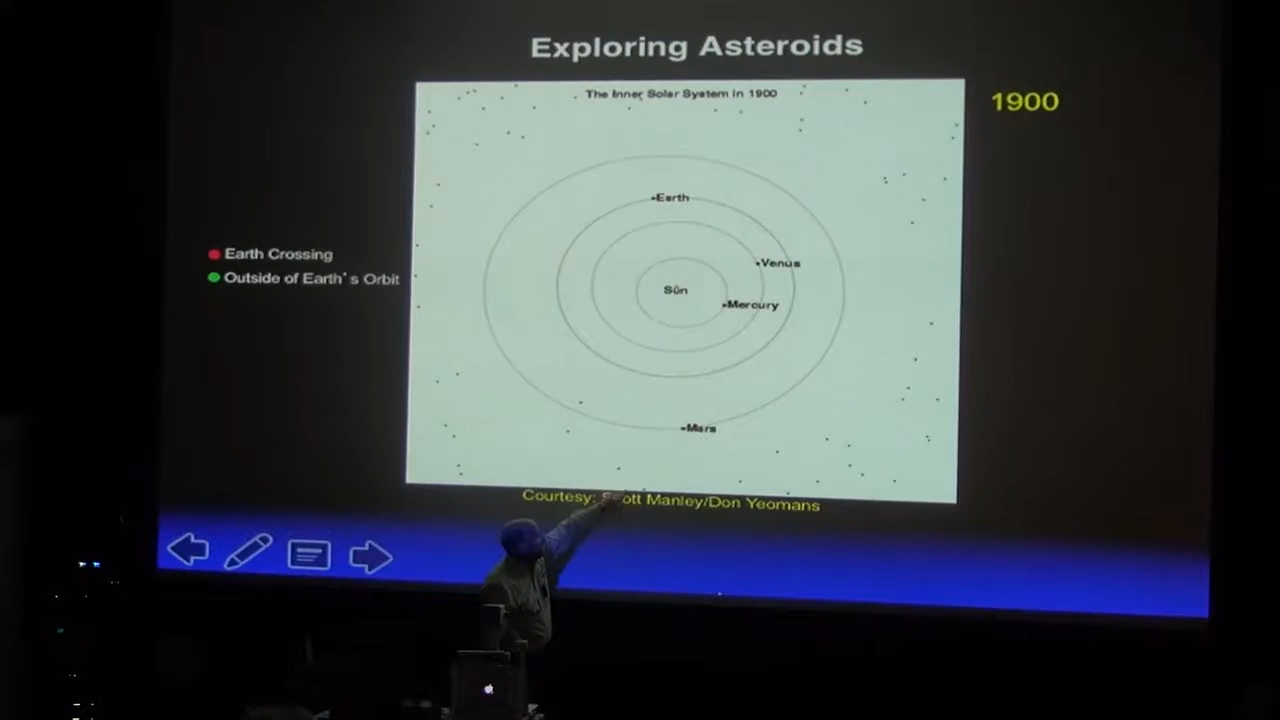 Exploring Asteroids
The Inner Solar System in 1900
1900
Earth
Earth Crossing
Venus
Outside of Earth's Orbit
Sun
Mercury
Mars
Courtesy: Scott Manley/Don Yeomans